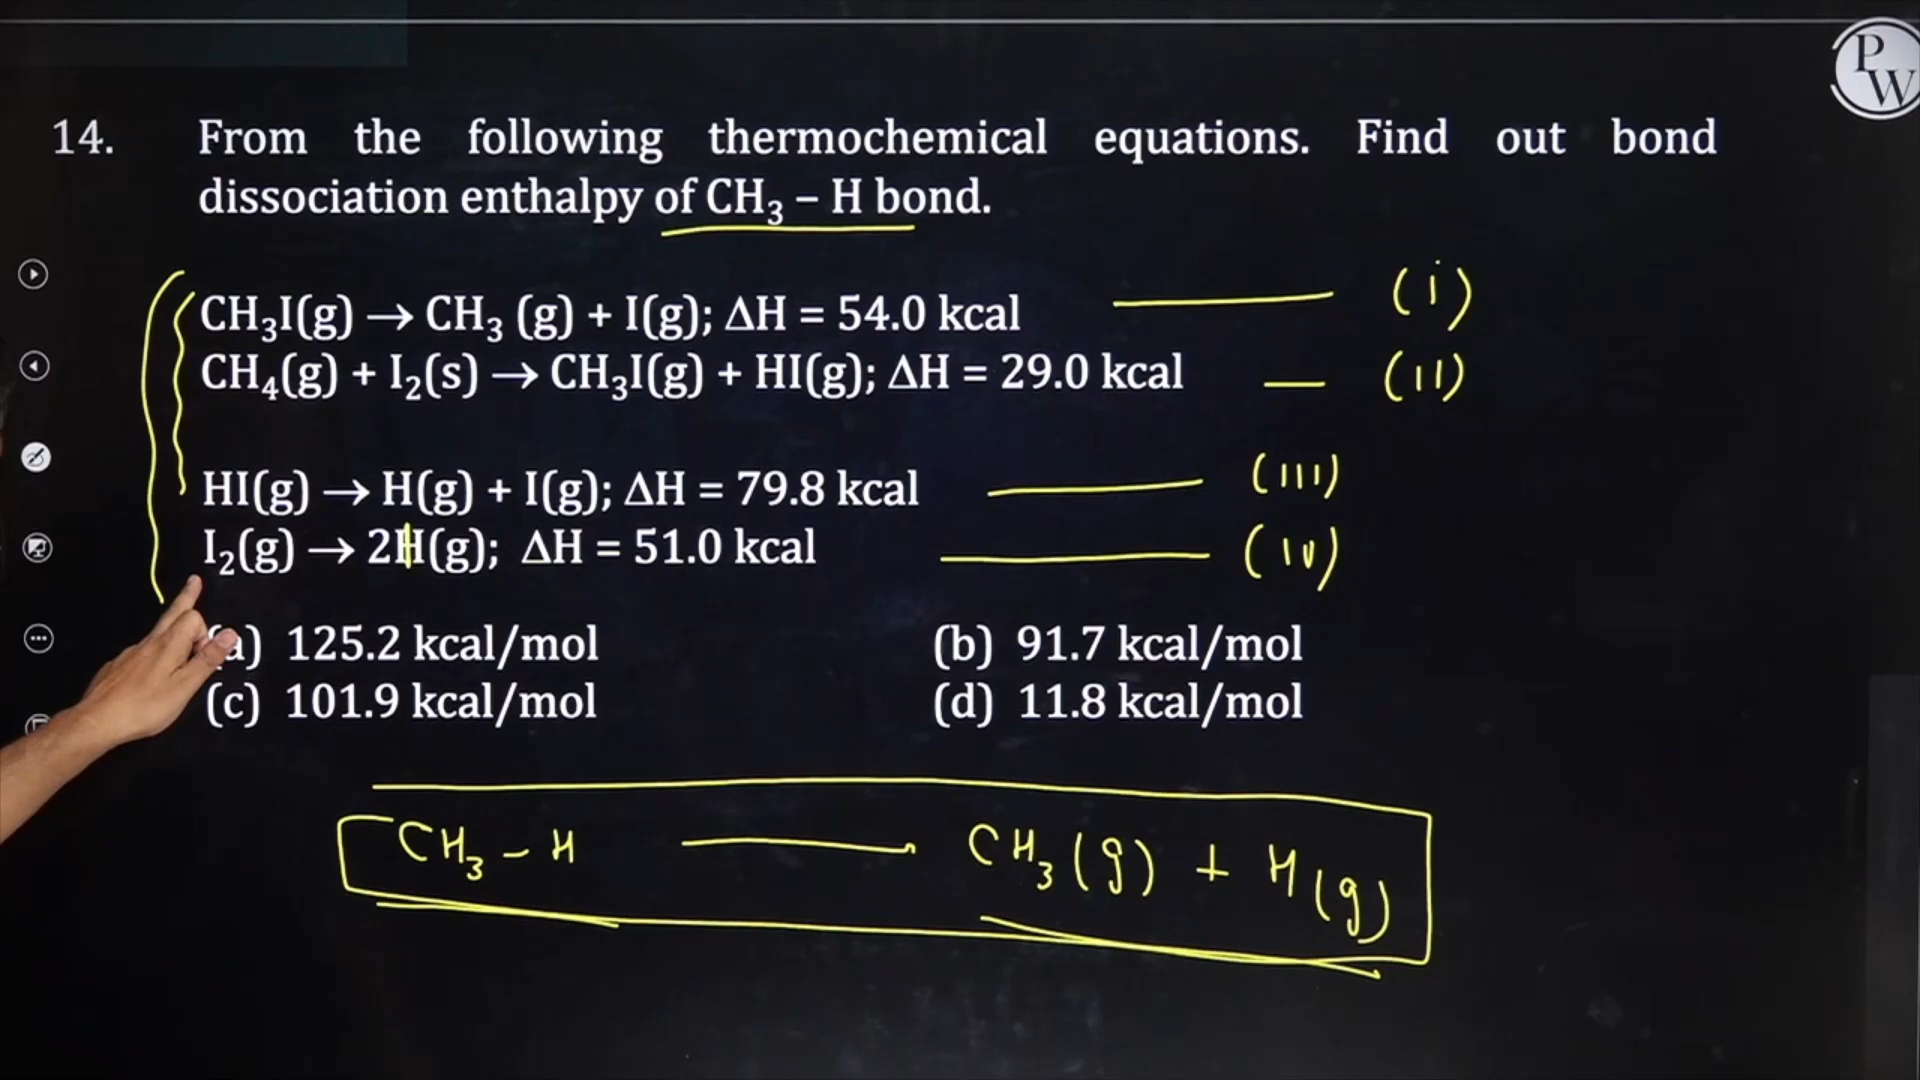 PW
14. From the following thermochemical equations. Find out bond
dissociation enthalpy of CH₃ – H bond.
CH₃I(g) → CH₃ (g) + I(g); ΔH = 54.0 kcal (i)
CH₄(g) + I₂(s) → CH₃I(g) + HI(g); ΔH = 29.0 kcal (ii)
HI(g) → H(g) + I(g); ΔH = 79.8 kcal (iii)
I₂(g) → 2H(g); ΔH = 51.0 kcal (iv)
(a) 125.2 kcal/mol (b) 91.7 kcal/mol
(c) 101.9 kcal/mol (d) 11.8 kcal/mol
CH₃ – H → CH₃(g) + H(g)